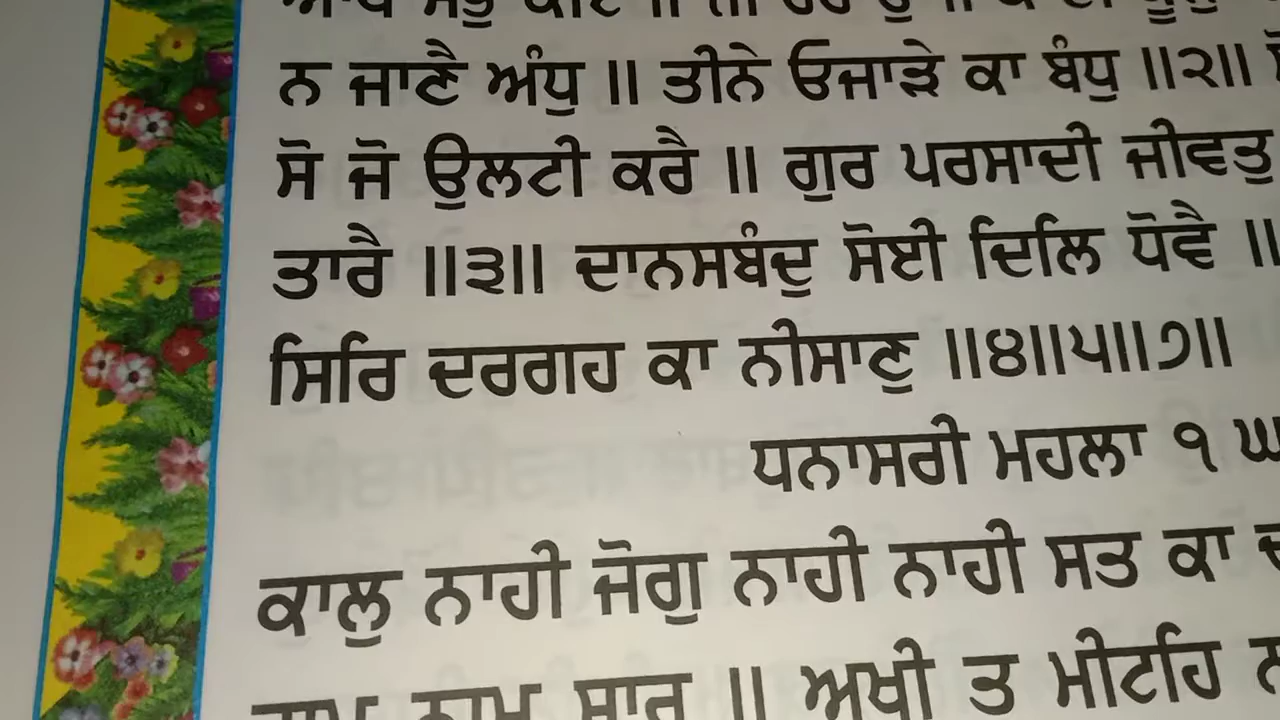 ਨ ਜਾਣੈ ਅੰਧੁ ॥ ਤੀਨੇ ਓਜਾੜੇ ਕਾ ਬੰਧੁ ॥੨॥
ਸੋ ਜੋ ਉਲਟੀ ਕਰੈ ॥ ਗੁਰ ਪਰਸਾਦੀ ਜੀਵਤੁ
ਤਾਰੈ ॥੩॥ ਦਾਨਸਬੰਦੁ ਸੋਈ ਦਿਲਿ ਧੋਵੈ ॥
ਸਿਰਿ ਦਰਗਹ ਕਾ ਨੀਸਾਣੁ ॥੪॥੫॥੭॥
ਧਨਾਸਰੀ ਮਹਲਾ ੧
ਕਾਲੁ ਨਾਹੀ ਜੋਗੁ ਨਾਹੀ ਨਾਹੀ ਸਤ ਕਾ
ਨਾਮ ਸਾਰ ॥ ਅਖੀ ਤ ਮੀਟਹਿ